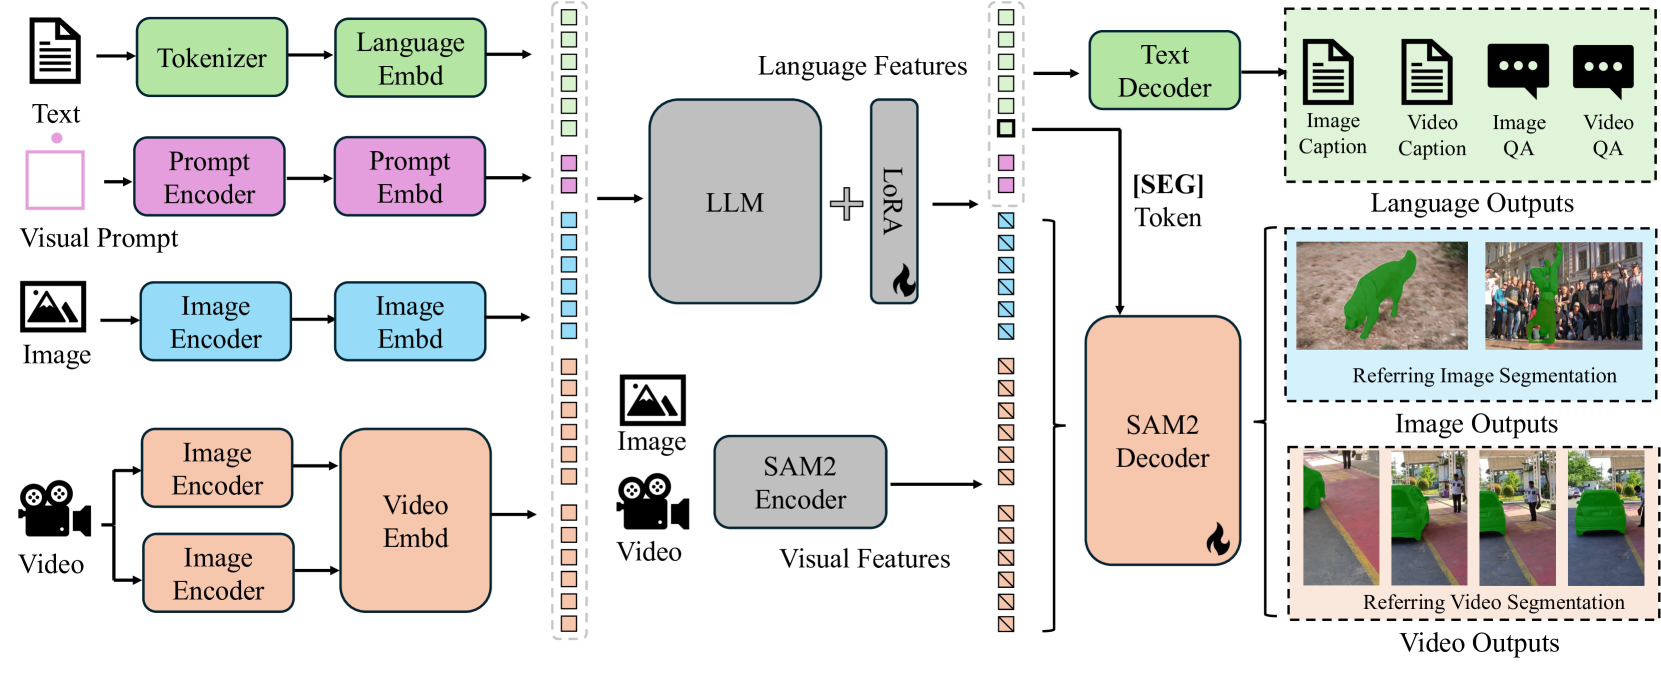 Text
Tokenizer
Language
Embd
Visual Prompt
Prompt
Encoder
Prompt
Embd
Image
Image
Encoder
Image
Embd
Video
Image
Encoder
Image
Encoder
Video
Embd
LLM
LoRA
Language Features
Image
Video
SAM2
Encoder
Visual Features
Text
Decoder
[SEG]
Token
SAM2
Decoder
Image
Caption
Video
Caption
Image
QA
Video
QA
Language Outputs
Referring Image Segmentation
Image Outputs
Referring Video Segmentation
Video Outputs